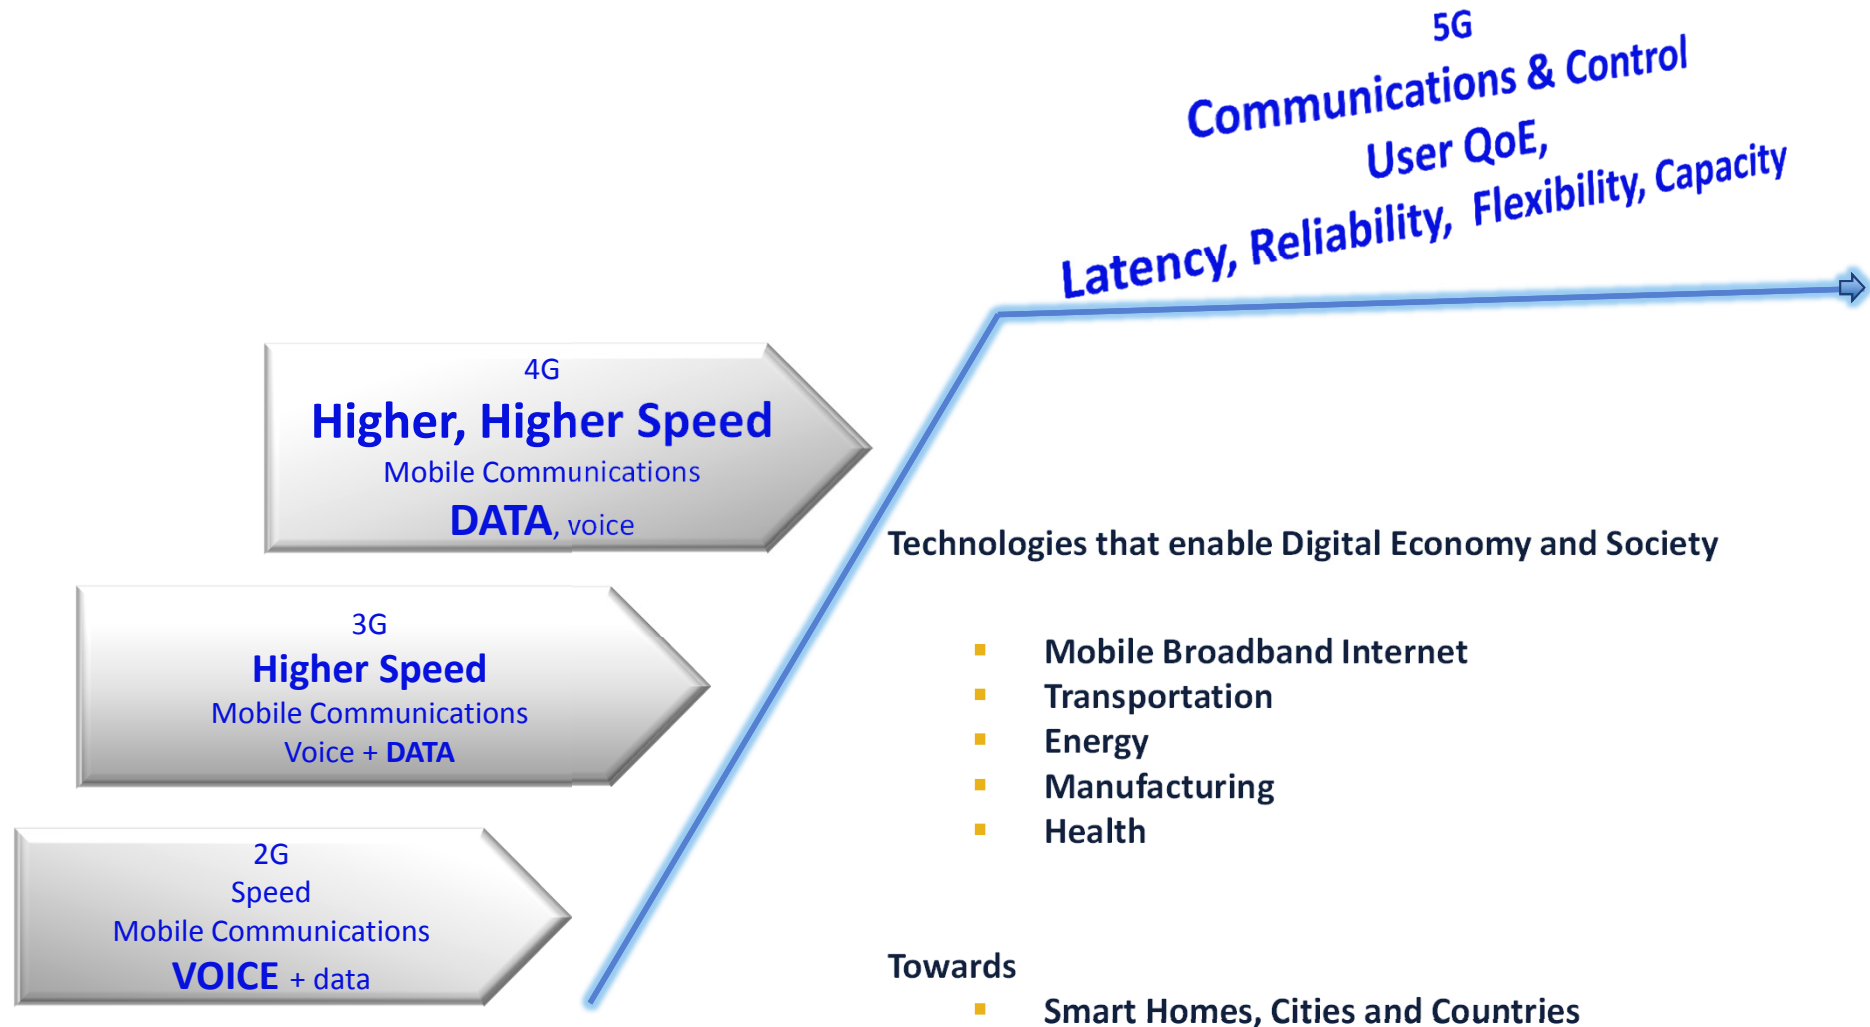 5G
Communications & Control
User QoE,
Latency, Reliability, Flexibility, Capacity
4G
Higher, Higher Speed
Mobile Communications
DATA, voice
3G
Higher Speed
Mobile Communications
Voice + DATA
2G
Speed
Mobile Communications
VOICE + data
Technologies that enable Digital Economy and Society
Mobile Broadband Internet
Transportation
Energy
Manufacturing
Health
Towards
Smart Homes, Cities and Countries